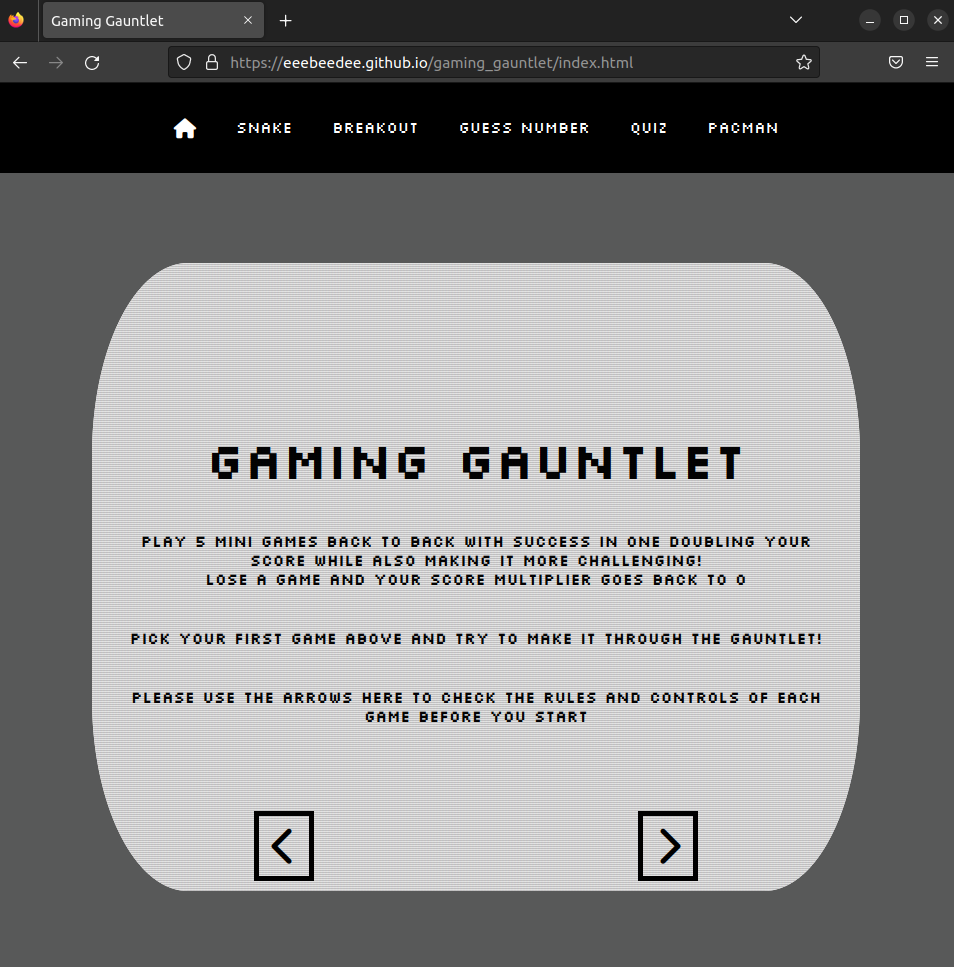 Gaming Gauntlet
https://eeebeedee.github.io/gaming_gauntlet/index.html
SNAKE BREAKOUT GUESS NUMBER QUIZ PACMAN
GAMING GAUNTLET
PLAY 5 MINI GAMES BACK TO BACK WITH SUCCESS IN ONE DOUBLING YOUR
SCORE WHILE ALSO MAKING IT MORE CHALLENGING!
LOSE A GAME AND YOUR SCORE MULTIPLIER GOES BACK TO 0
PICK YOUR FIRST GAME ABOVE AND TRY TO MAKE IT THROUGH THE GAUNTLET!
PLEASE USE THE ARROWS HERE TO CHECK THE RULES AND CONTROLS OF EACH
GAME BEFORE YOU START